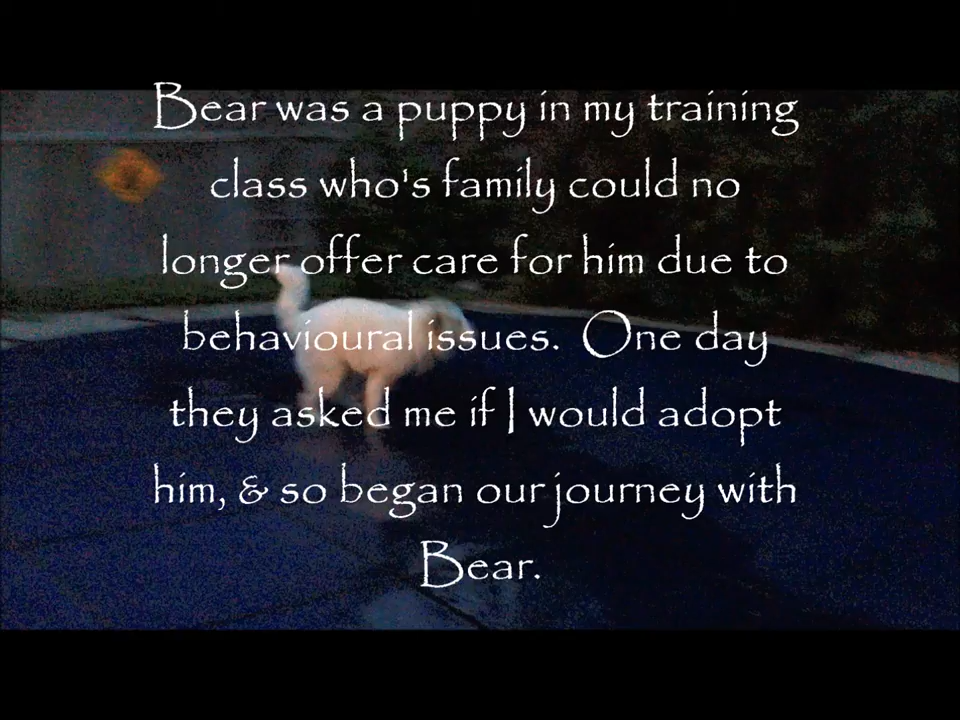 Bear was a puppy in my training
class who's family could no
longer offer care for him due to
behavioural issues. One day
they asked me if I would adopt
him, & so began our journey with
Bear.